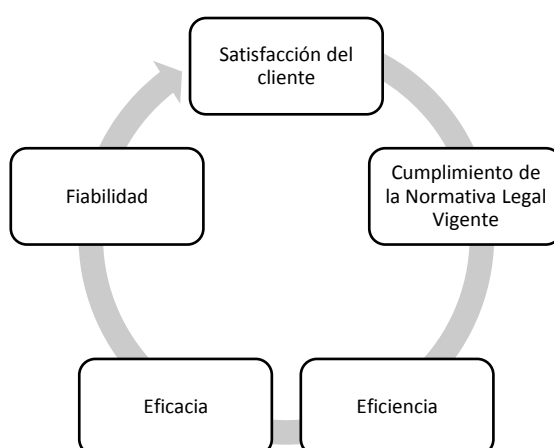 Satisfacción del
cliente
Cumplimiento de
la Normativa Legal
Vigente
Eficiencia
Eficacia
Fiabilidad